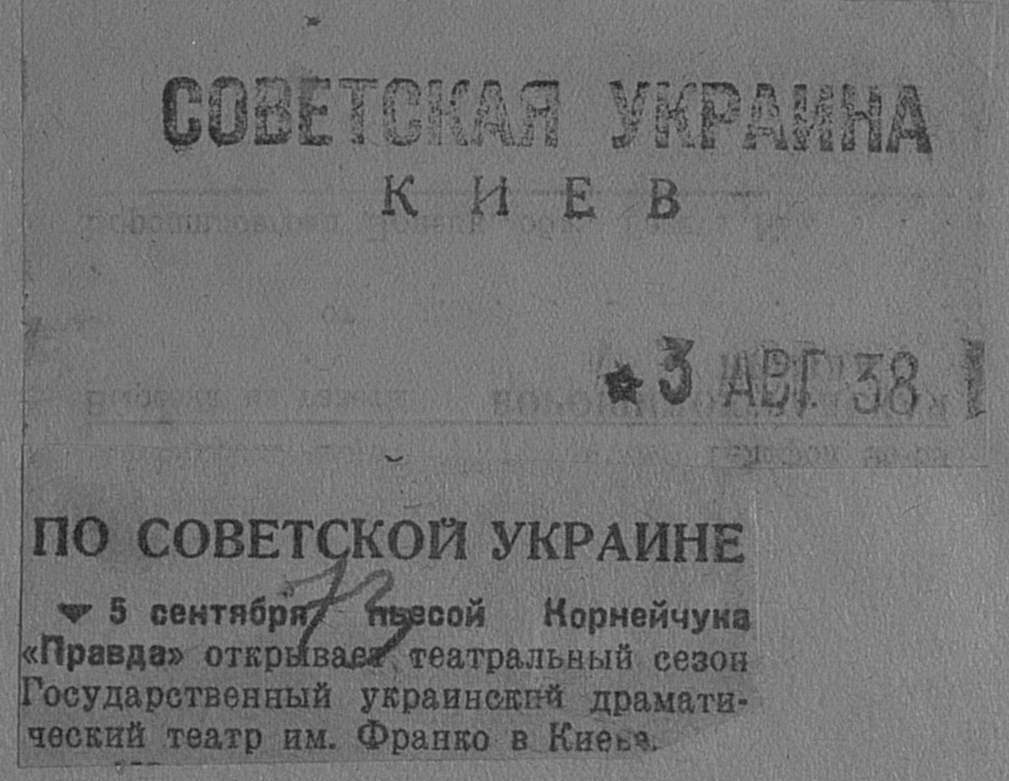 СОВЕТСКАЯ УКРАИНА
КИЕВ
★ 3 АВГ 38
ПО СОВЕТСКОЙ УКРАИНЕ
5 сентября пьесой Корнейчука
«Правда» открывает театральный сезон
Государственный украинский драмати-
ческий театр им. Франко в Киеве.